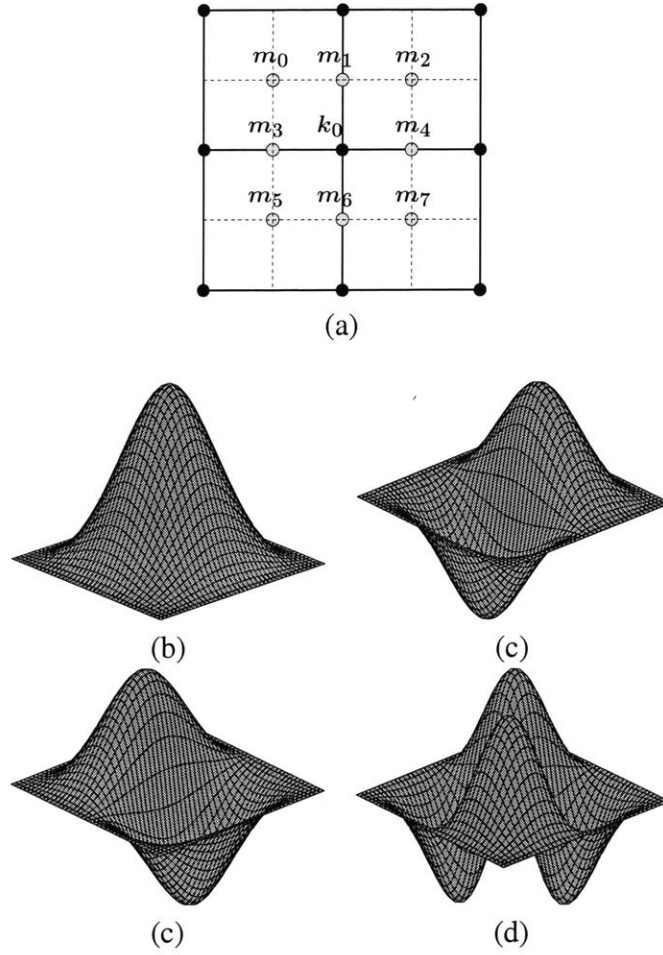 m₀ m₁ m₂
m₃ k₀ m₄
m₅ m₆ m₇
(a)
(b) (c)
(c) (d)